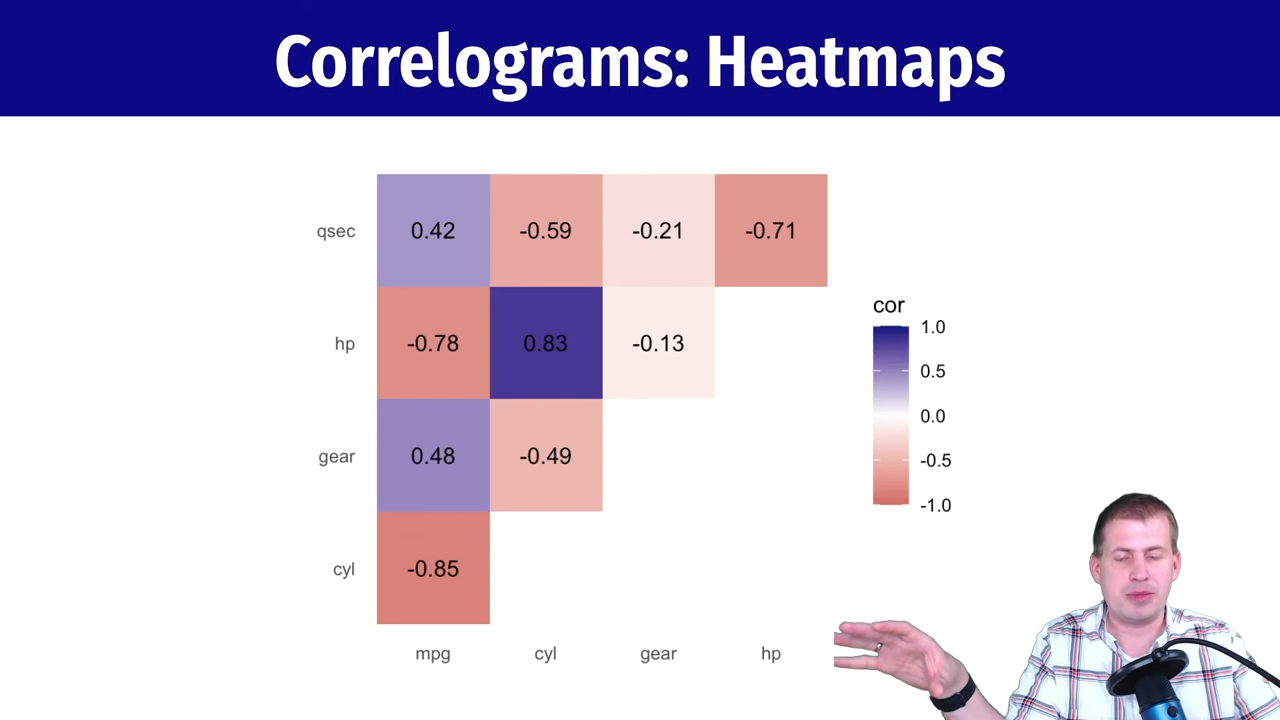 Correlograms: Heatmaps
qsec 0.42 -0.59 -0.21 -0.71
hp -0.78 0.83 -0.13
gear 0.48 -0.49
cyl -0.85
mpg cyl gear hp
cor
1.0
0.5
0.0
-0.5
-1.0